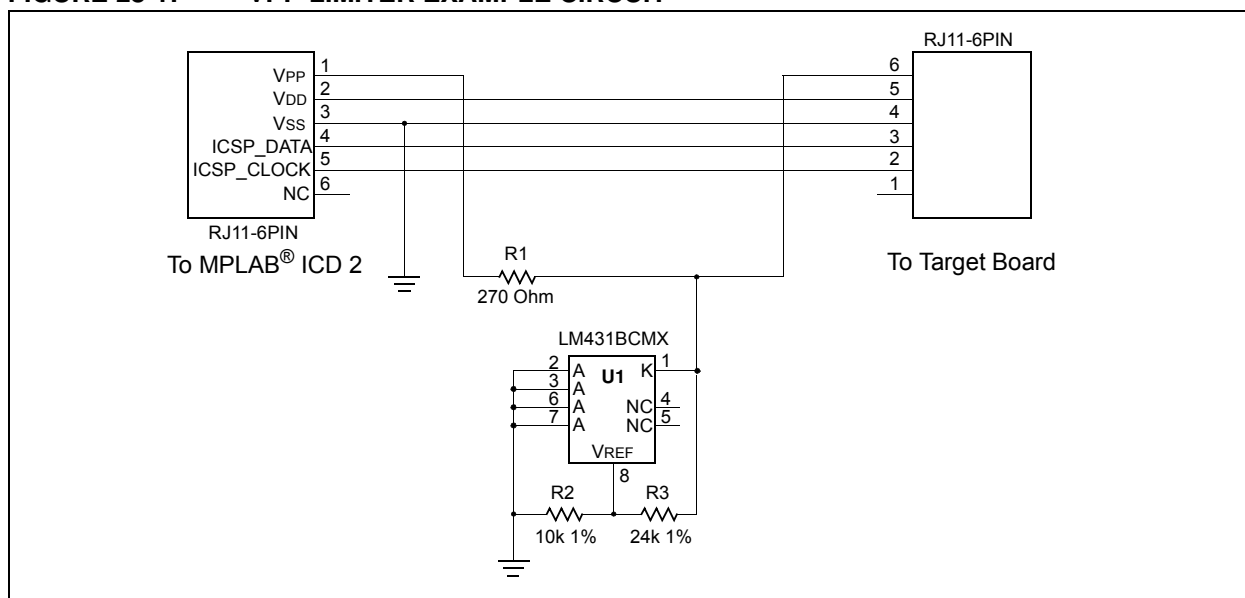 FIGURE VPP LIMITER EXAMPLE CIRCUIT
RJ11-6PIN
VPP 1
VDD 2
VSS 3
ICSP_DATA 4
ICSP_CLOCK 5
NC 6
RJ11-6PIN
To MPLAB® ICD 2
6
5
4
3
2
1
To Target Board
R1
270 Ohm
LM431BCMX
2 A U1 K 1
3 A
6 A NC 4
7 A NC 5
VREF
8
R2 R3
10k 1% 24k 1%